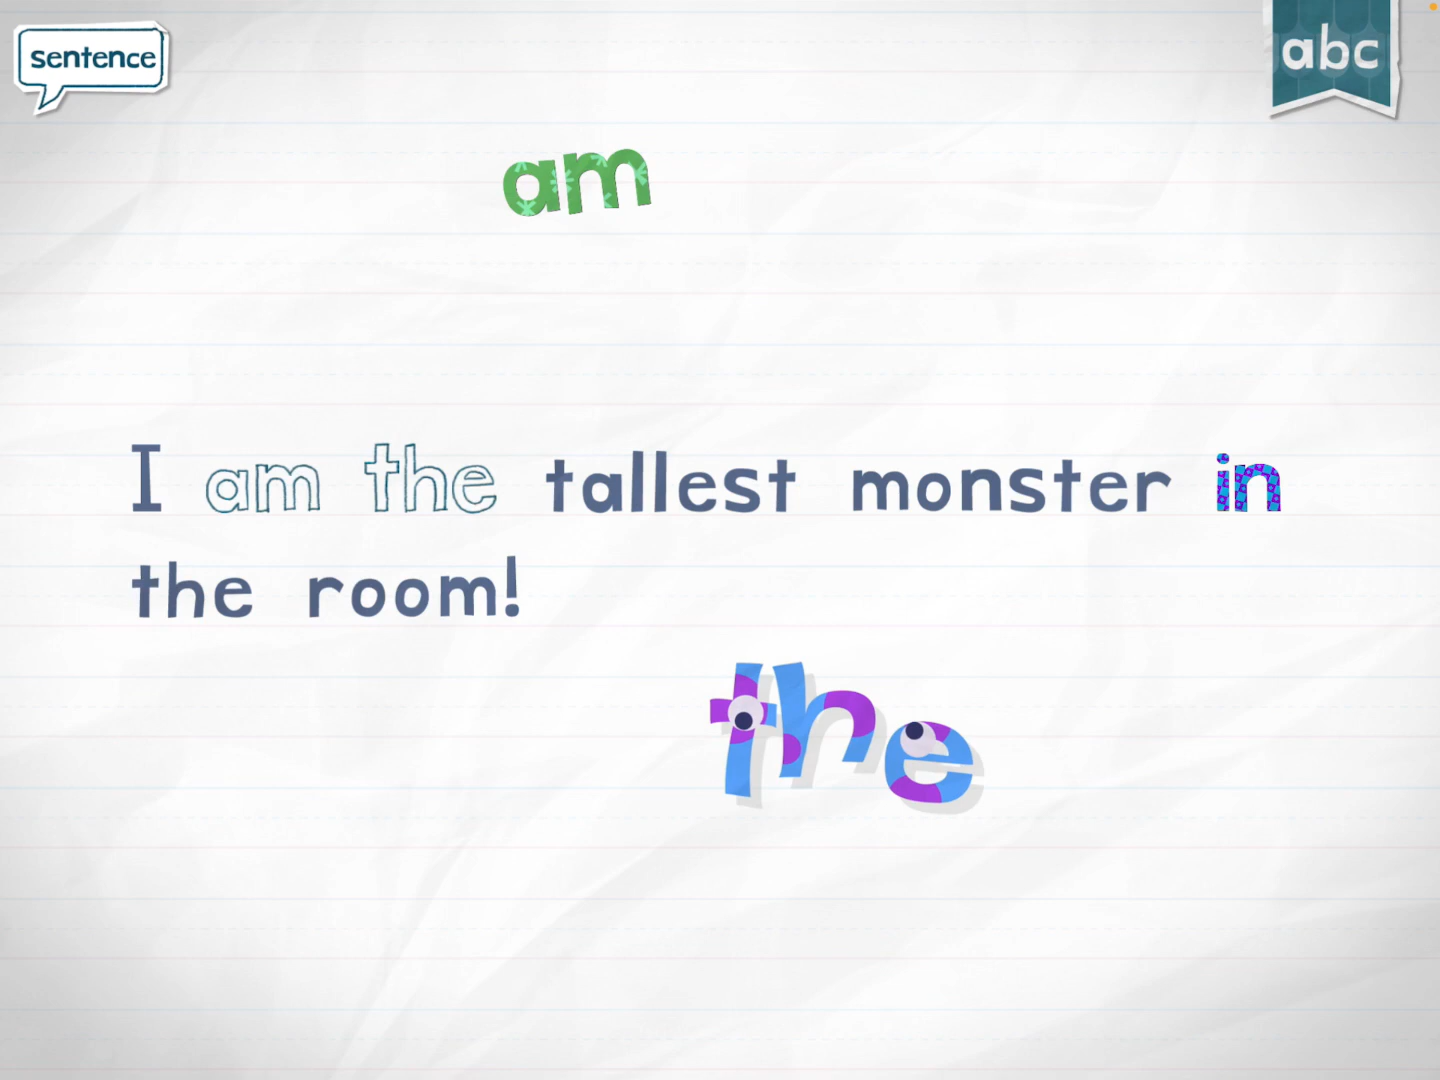 sentence
abc
am
I am the tallest monster in
the room!
the